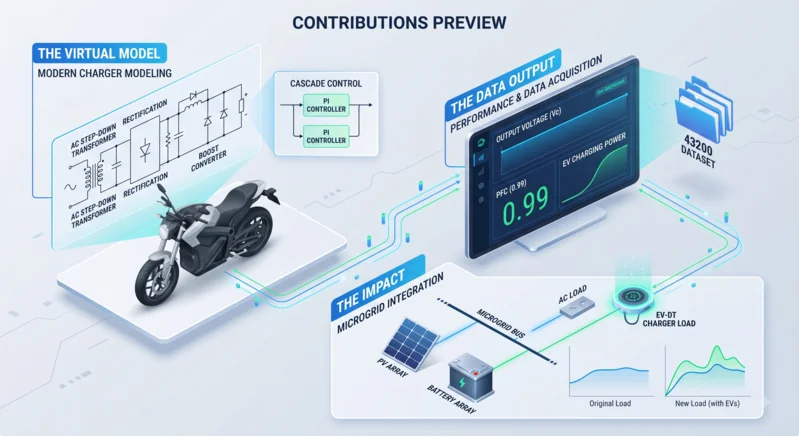 CONTRIBUTIONS PREVIEW
THE VIRTUAL MODEL
MODERN CHARGER MODELING
AC STEP-DOWN
TRANSFORMER
RECTIFICATION
AC STEP-DOWN
TRANSFORMER
RECTIFICATION
BOOST
CONVERTER
CASCADE CONTROL
PI
CONTROLLER
PI
CONTROLLER
THE DATA OUTPUT
PERFORMANCE & DATA ACQUISITION
OUTPUT VOLTAGE (Vc)
PFC (0.99)
0.99
EV CHARGING POWER
43200
DATASET
THE IMPACT
MICROGRID INTEGRATION
PV ARRAY
BATTERY ARRAY
MICROGRID BUS
AC LOAD
EV-DT
CHARGER LOAD
Original Load
New Load (with EVs)